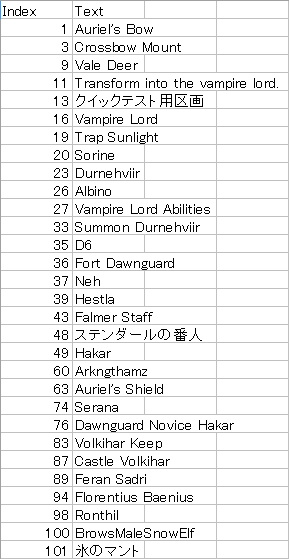 Index Text
1 Auriel's Bow
3 Crossbow Mount
9 Vale Deer
11 Transform into the vampire lord.
13 クイックテスト用区画
16 Vampire Lord
19 Trap Sunlight
20 Sorine
23 Durnehviir
26 Albino
27 Vampire Lord Abilities
33 Summon Durnehviir
35 D6
36 Fort Dawnguard
37 Neh
39 Hestla
43 Falmer Staff
48 ステンダールの番人
49 Hakar
60 Arkngthamz
63 Auriel's Shield
74 Serana
76 Dawnguard Novice Hakar
83 Volkihar Keep
87 Castle Volkihar
89 Feran Sadri
94 Florentius Baenius
98 Ronthil
100 BrowsMaleSnowElf
101 氷のマント